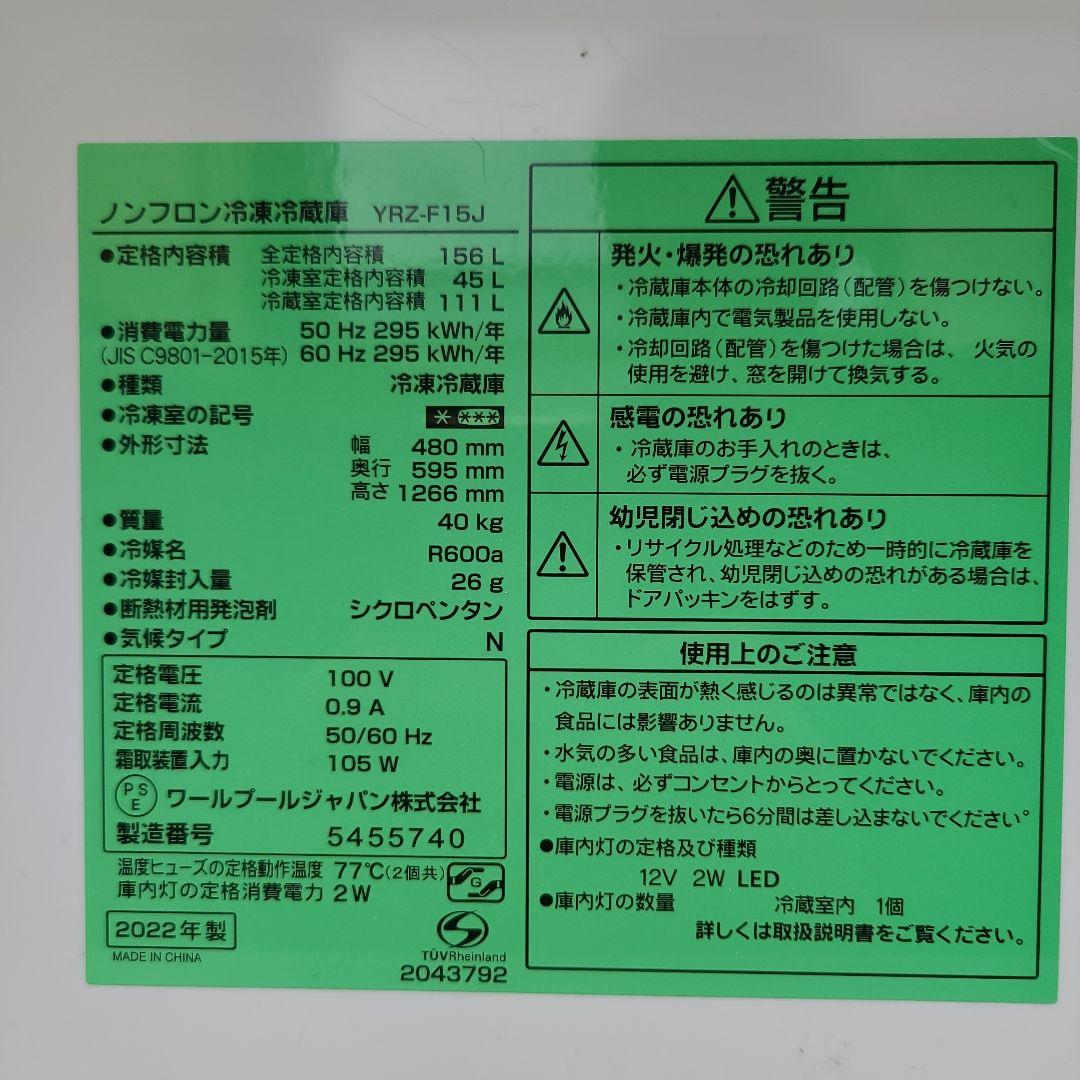 ノンフロン冷凍冷蔵庫 YRZ-F15J
●定格内容積 全定格内容積 156 L
冷凍室定格内容積 45 L
冷蔵室定格内容積 111 L
●消費電力量 50 Hz 295 kWh/年
(JIS C9801-2015年) 60 Hz 295 kWh/年
●種類 冷凍冷蔵庫
●冷凍室の記号 * ***
●外形寸法 幅 480 mm
奥行 595 mm
高さ 1266 mm
●質量 40 kg
●冷媒名 R600a
●冷媒封入量 26 g
●断熱材用発泡剤 シクロペンタン
●気候タイプ N
定格電圧 100 V
定格電流 0.9 A
定格周波数 50/60 Hz
霜取装置入力 105 W
PSE ワールプールジャパン株式会社
製造番号 5455740
温度ヒューズの定格動作温度 77℃(2個共)
庫内灯の定格消費電力 2W
G
2022年製
MADE IN CHINA
TÜVRheinland
2043792
警告
発火・爆発の恐れあり
・冷蔵庫本体の冷却回路(配管)を傷つけない。
・冷蔵庫内で電気製品を使用しない。
・冷却回路(配管)を傷つけた場合は、火気の
使用を避け、窓を開けて換気する。
感電の恐れあり
・冷蔵庫のお手入れのときは、
必ず電源プラグを抜く。
幼児閉じ込めの恐れあり
・リサイクル処理などのため一時的に冷蔵庫を
保管され、幼児閉じ込めの恐れがある場合は、
ドアパッキンをはずす。
使用上のご注意
・冷蔵庫の表面が熱く感じるのは異常ではなく、庫内の
食品には影響ありません。
・水気の多い食品は、庫内の奥に置かないでください。
・電源は、必ずコンセントからとってください。
・電源プラグを抜いたら6分間は差し込まないでください。
●庫内灯の定格及び種類
12V 2W LED
●庫内灯の数量 冷蔵室内 1個
詳しくは取扱説明書をご覧ください。